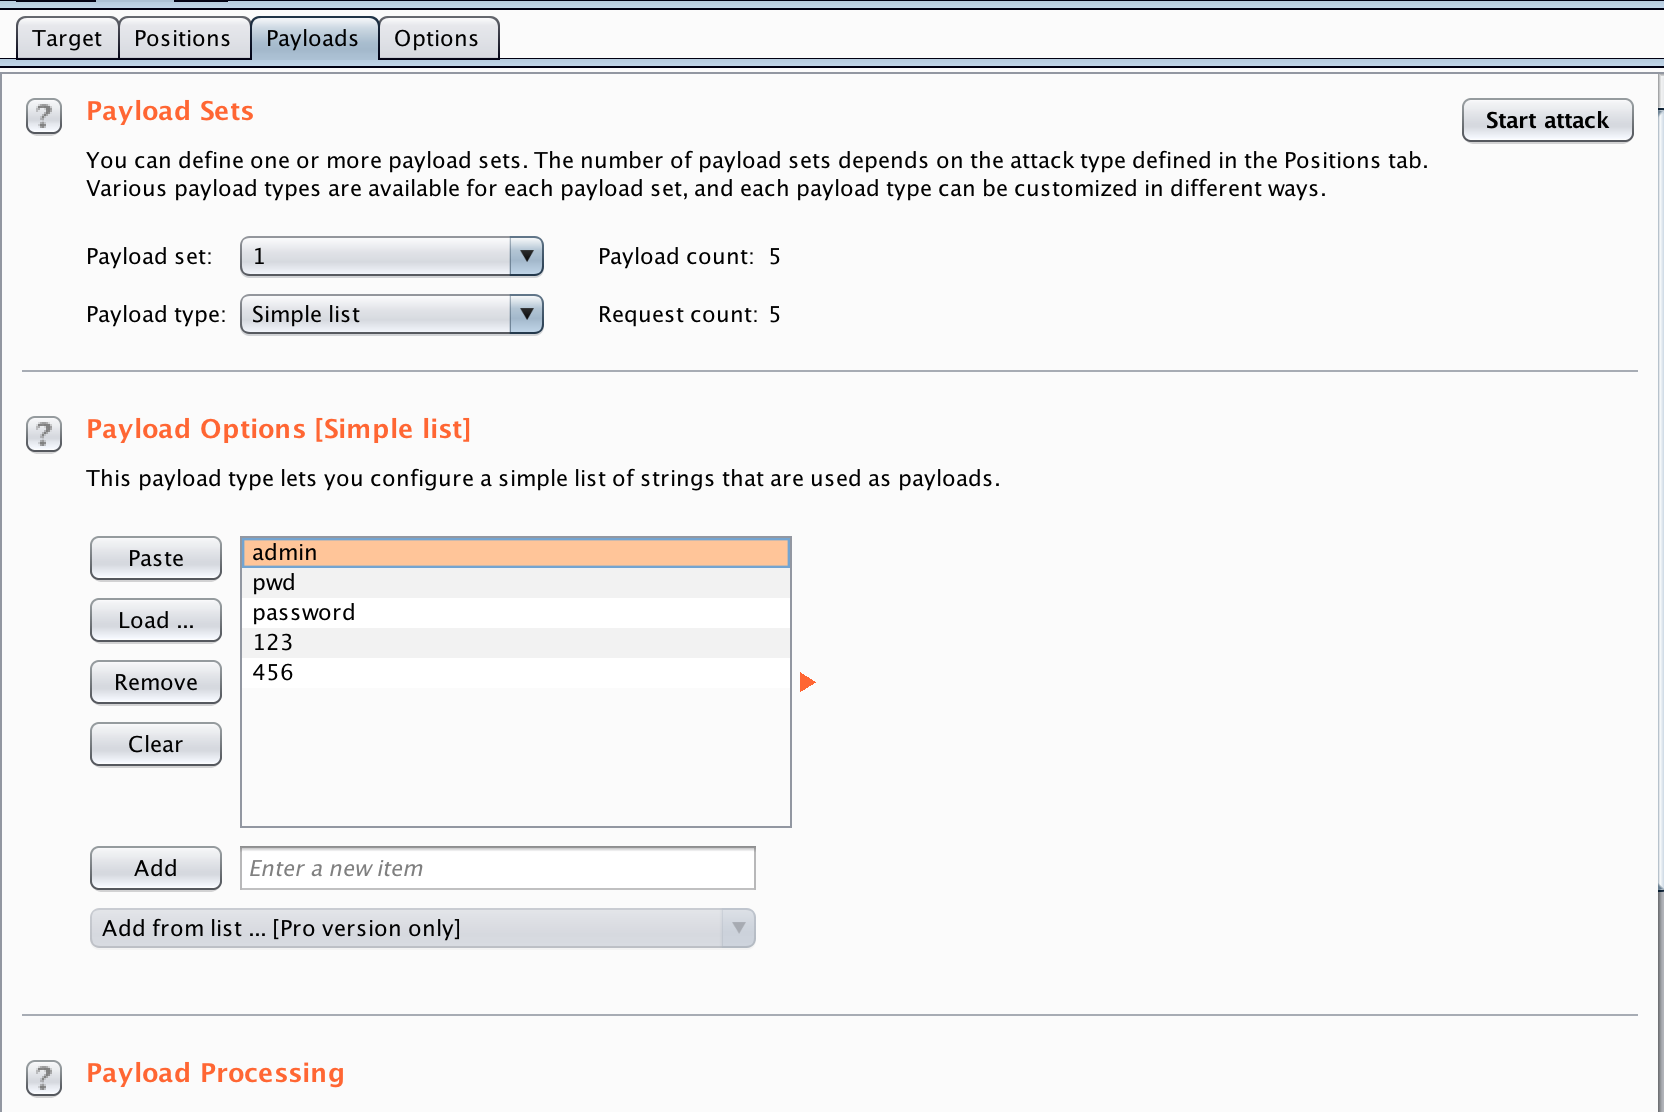 Target Positions Payloads Options
? Payload Sets
Start attack
You can define one or more payload sets. The number of payload sets depends on the attack type defined in the Positions tab.
Various payload types are available for each payload set, and each payload type can be customized in different ways.
Payload set: 1 Payload count: 5
Payload type: Simple list Request count: 5
? Payload Options [Simple list]
This payload type lets you configure a simple list of strings that are used as payloads.
Paste
Load ...
Remove
Clear
admin
pwd
password
123
456
Add Enter a new item
Add from list ... [Pro version only]
? Payload Processing